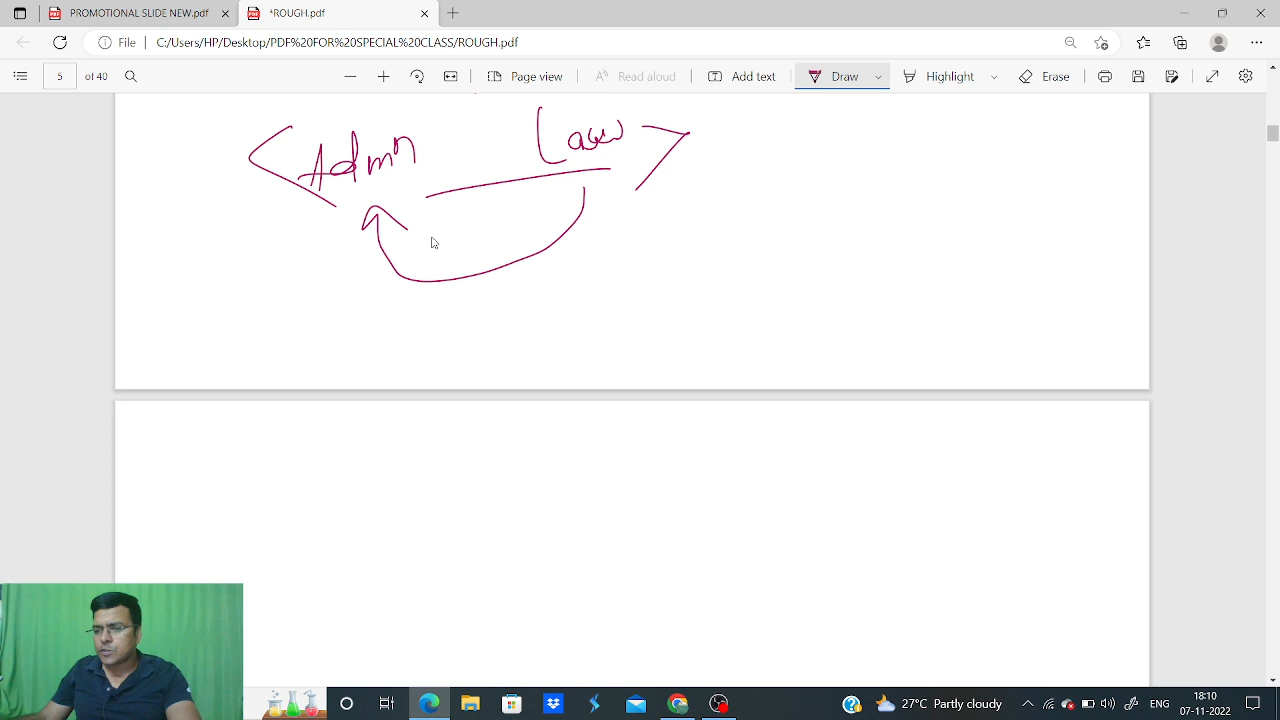 PROMOTIONAL SLIDE NEW.pdf
*ROUGH.pdf
File C:/Users/HP/Desktop/PDF%20FOR%20SPECIAL%20CLASS/ROUGH.pdf
5 of 40 Page view Read aloud Add text Draw Highlight Erase
Admn Law
27°C Partly cloudy ENG 18:10
07-11-2022